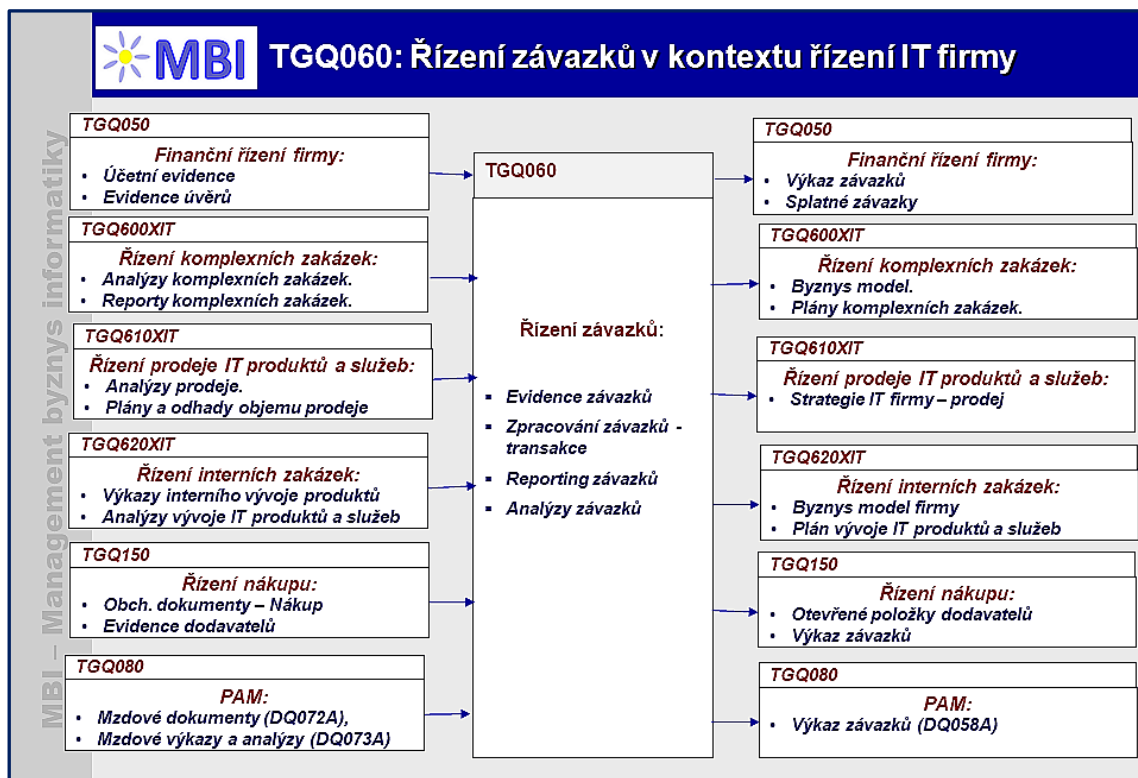 MBI
TGQ060: Řízení závazků v kontextu řízení IT firmy
MBI – Management byznys informatiky
TGQ050
Finanční řízení firmy:
• Účetní evidence
• Evidence úvěrů
TGQ600XIT
Řízení komplexních zakázek:
• Analýzy komplexních zakázek.
• Reporty komplexních zakázek.
TGQ610XIT
Řízení prodeje IT produktů a služeb:
• Analýzy prodeje.
• Plány a odhady objemu prodeje
TGQ620XIT
Řízení interních zakázek:
• Výkazy interního vývoje produktů
• Analýzy vývoje IT produktů a služeb
TGQ150
Řízení nákupu:
• Obch. dokumenty – Nákup
• Evidence dodavatelů
TGQ080
PAM:
• Mzdové dokumenty (DQ072A),
• Mzdové výkazy a analýzy (DQ073A)
TGQ060
Řízení závazků:
▪ Evidence závazků
▪ Zpracování závazků -
transakce
▪ Reporting závazků
▪ Analýzy závazků
TGQ050
Finanční řízení firmy:
• Výkaz závazků
• Splatné závazky
TGQ600XIT
Řízení komplexních zakázek:
• Byznys model.
• Plány komplexních zakázek.
TGQ610XIT
Řízení prodeje IT produktů a služeb:
• Strategie IT firmy – prodej
TGQ620XIT
Řízení interních zakázek:
• Byznys model firmy
• Plán vývoje IT produktů a služeb
TGQ150
Řízení nákupu:
• Otevřené položky dodavatelů
• Výkaz závazků
TGQ080
PAM:
• Výkaz závazků (DQ058A)